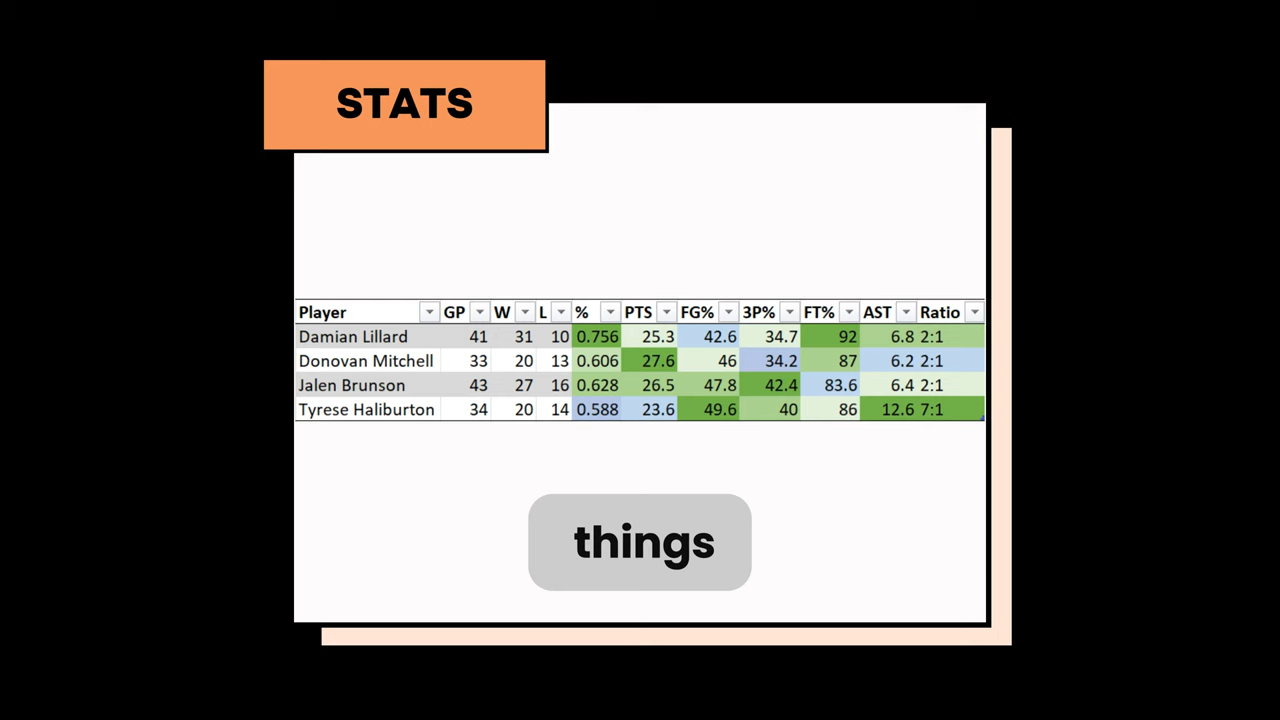 STATS
Player GP W L % PTS FG% 3P% FT% AST Ratio
Damian Lillard 41 31 10 0.756 25.3 42.6 34.7 92 6.8 2:1
Donovan Mitchell 33 20 13 0.606 27.6 46 34.2 87 6.2 2:1
Jalen Brunson 43 27 16 0.628 26.5 47.8 42.4 83.6 6.4 2:1
Tyrese Haliburton 34 20 14 0.588 23.6 49.6 40 86 12.6 7:1
things